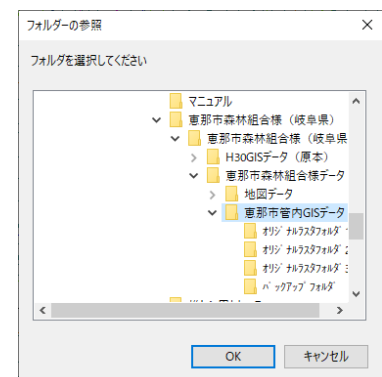 フォルダーの参照
フォルダを選択してください
マニュアル
恵那市森林組合様（岐阜県）
恵那市森林組合様（岐阜県
H30GISデータ（原本）
恵那市森林組合様データ
地図データ
恵那市管内GISデータ
ｵﾘｼﾞﾅﾙﾗｽﾀﾌｫﾙﾀﾞ 1
ｵﾘｼﾞﾅﾙﾗｽﾀﾌｫﾙﾀﾞ 2
ｵﾘｼﾞﾅﾙﾗｽﾀﾌｫﾙﾀﾞ 3
ﾊﾞｯｸｱｯﾌﾟﾌｫﾙﾀﾞ
OK
キャンセル